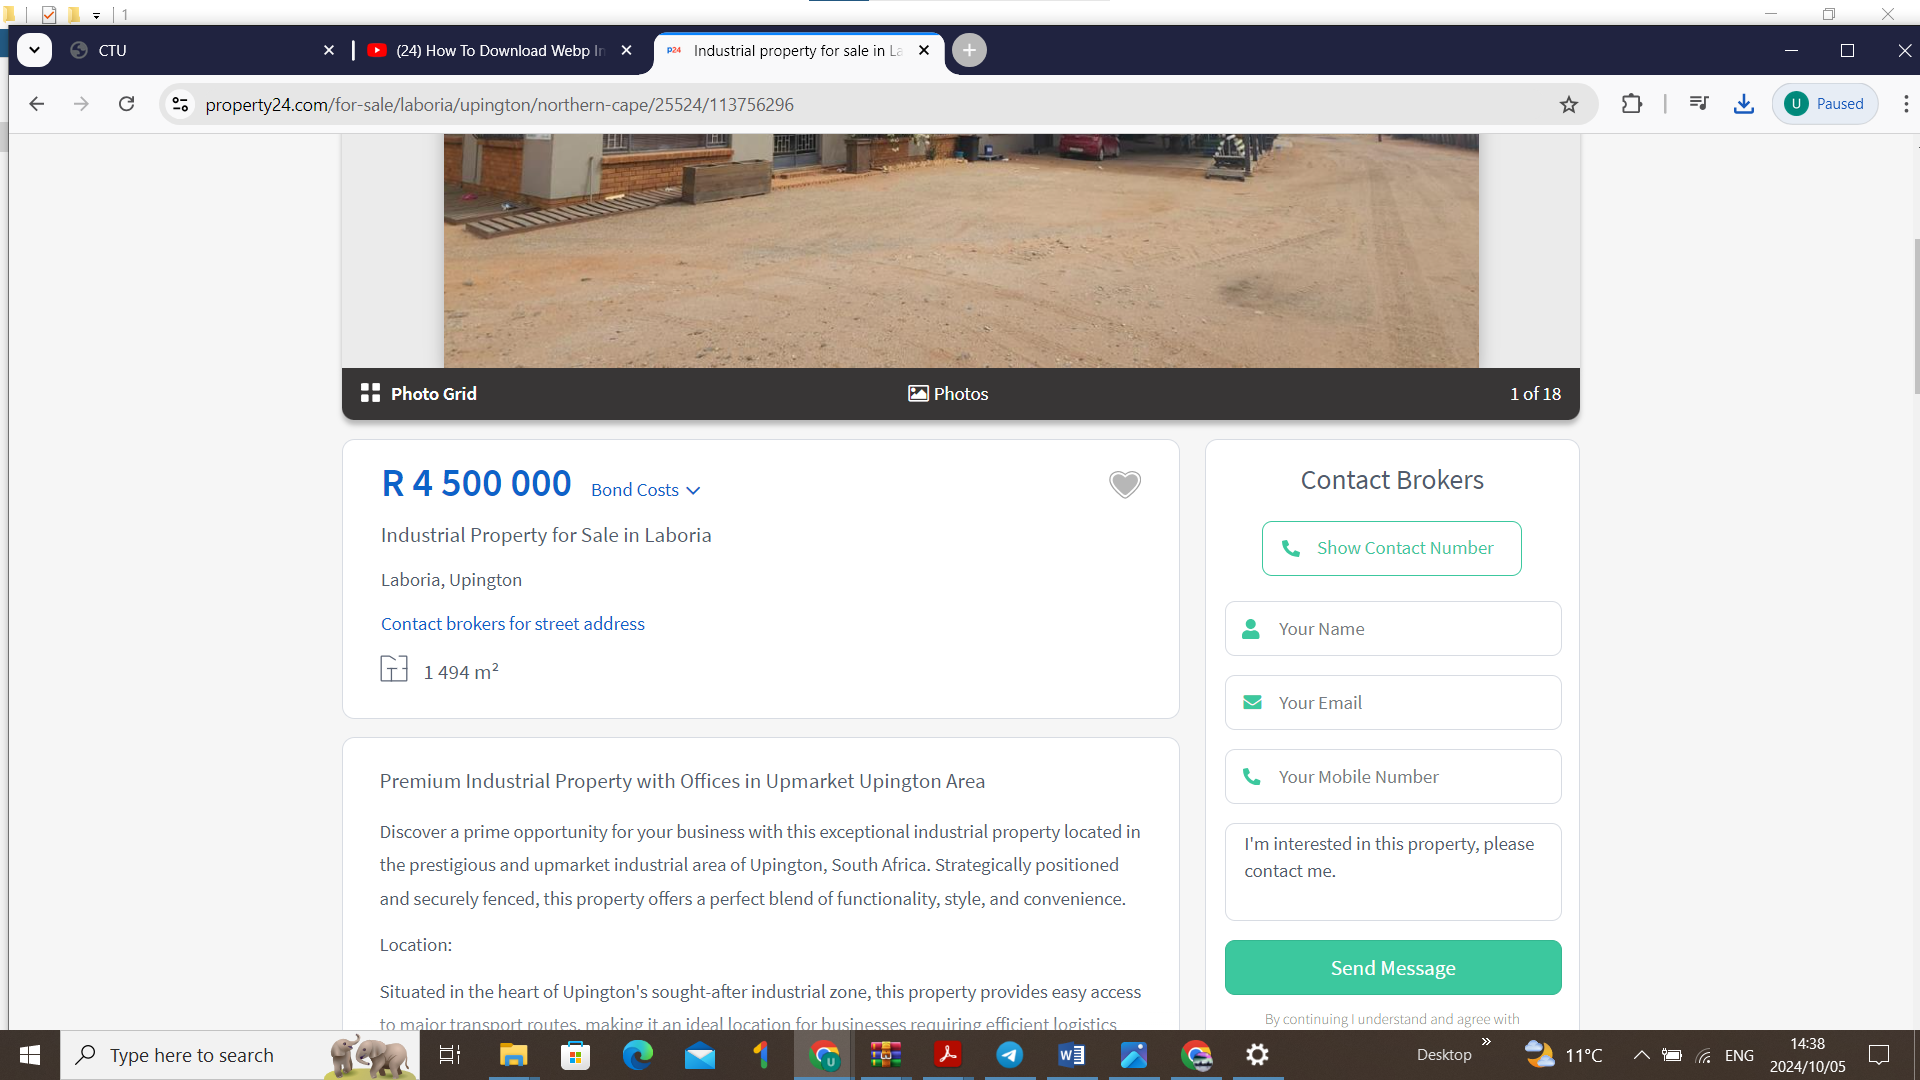 1
CTU
(24) How To Download Webp In
P24 Industrial property for sale in La
property24.com/for-sale/laboria/upington/northern-cape/25524/113756296
U Paused
Photo Grid
Photos
1 of 18
R 4 500 000 Bond Costs
Industrial Property for Sale in Laboria
Laboria, Upington
Contact brokers for street address
1 494 m²
Premium Industrial Property with Offices in Upmarket Upington Area
Discover a prime opportunity for your business with this exceptional industrial property located in
the prestigious and upmarket industrial area of Upington, South Africa. Strategically positioned
and securely fenced, this property offers a perfect blend of functionality, style, and convenience.
Location:
Situated in the heart of Upington's sought-after industrial zone, this property provides easy access
to major transport routes, making it an ideal location for businesses requiring efficient logistics
Contact Brokers
Show Contact Number
Your Name
Your Email
Your Mobile Number
I'm interested in this property, please
contact me.
Send Message
By continuing I understand and agree with
Type here to search
Desktop
11°C
ENG
14:38
2024/10/05